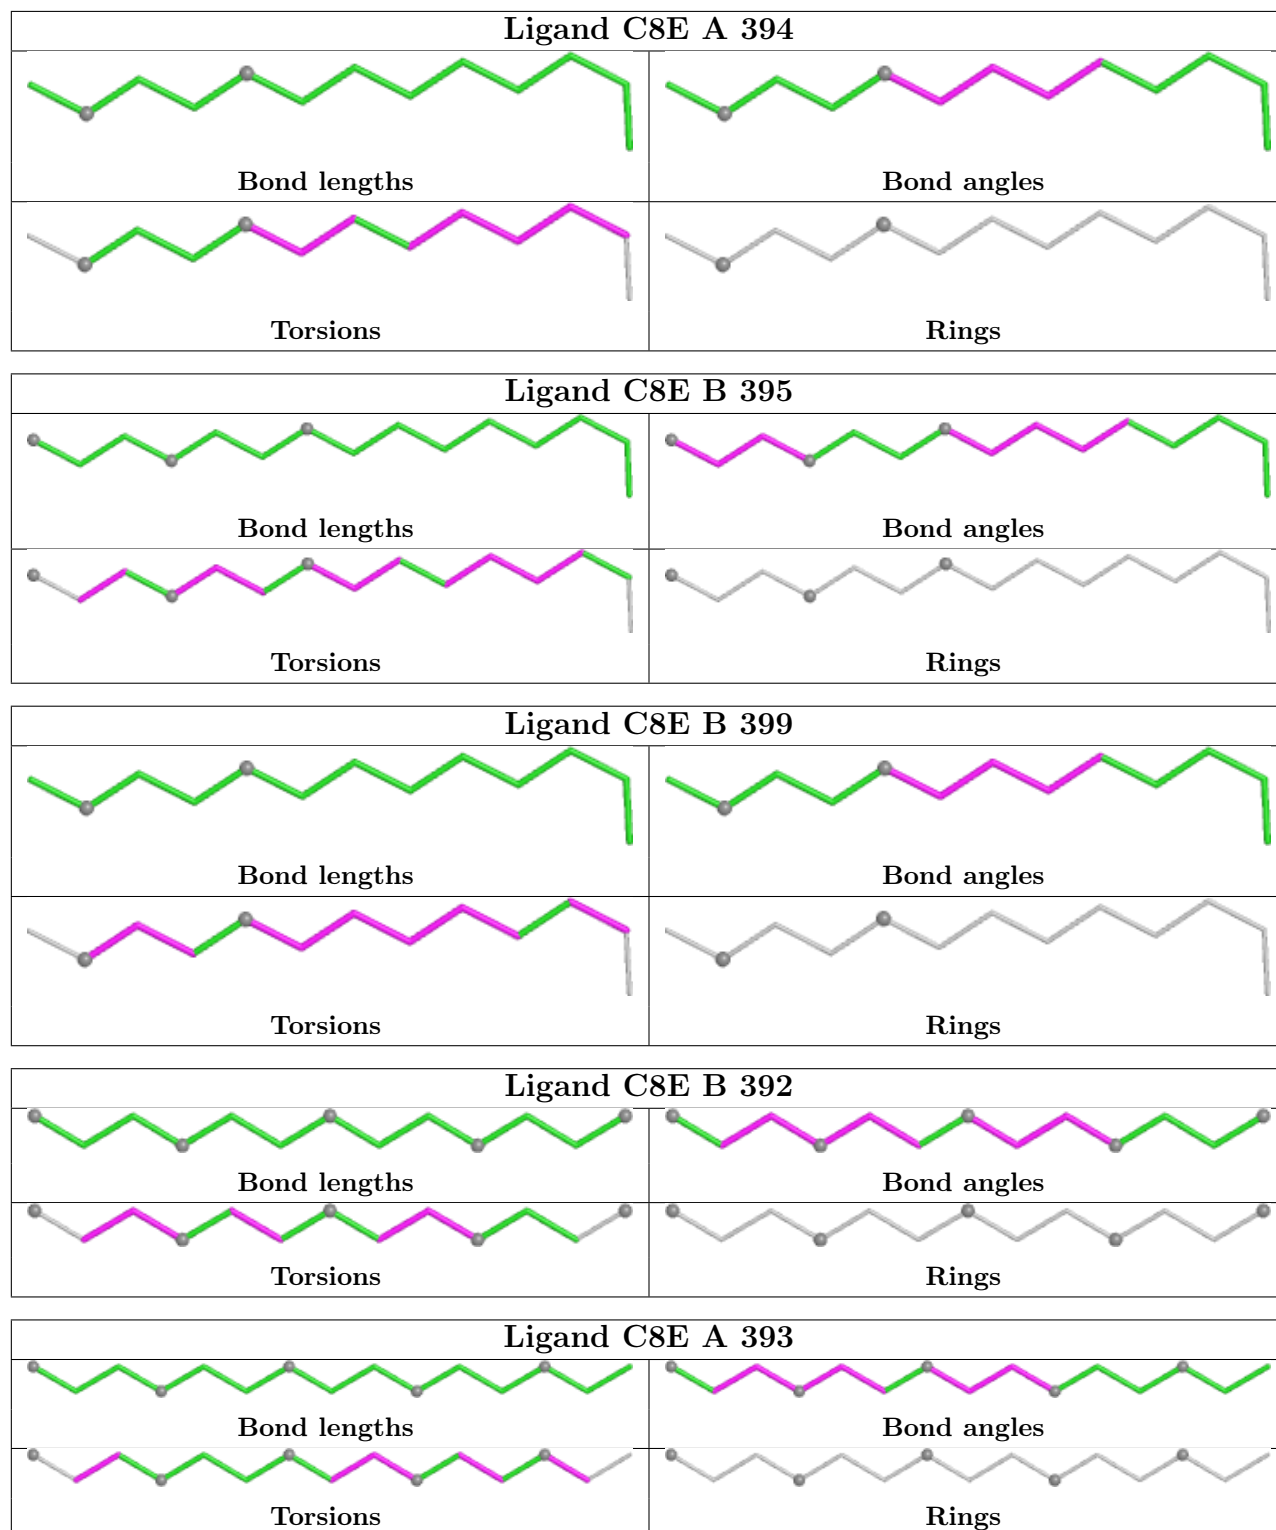 Ligand C8E A 394
Bond lengths Bond angles
Torsions Rings
Ligand C8E B 395
Bond lengths Bond angles
Torsions Rings
Ligand C8E B 399
Bond lengths Bond angles
Torsions Rings
Ligand C8E B 392
Bond lengths Bond angles
Torsions Rings
Ligand C8E A 393
Bond lengths Bond angles
Torsions Rings